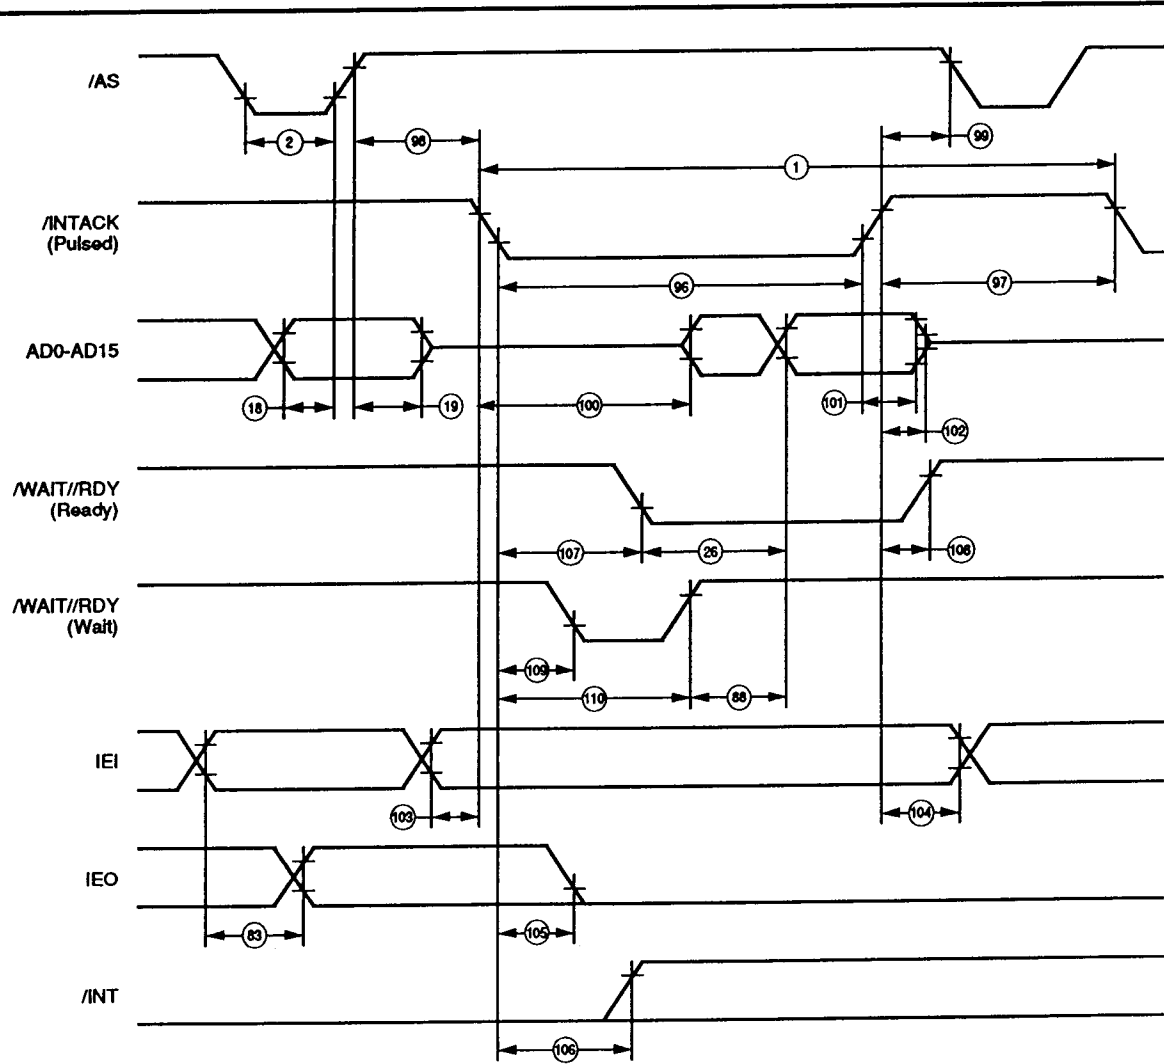 /AS
2
98
99
1
/INTACK
(Pulsed)
96
97
AD0-AD15
18
19
100
101
102
/WAIT//RDY
(Ready)
107
26
108
/WAIT//RDY
(Wait)
109
110
88
IEI
103
104
IEO
83
105
/INT
106